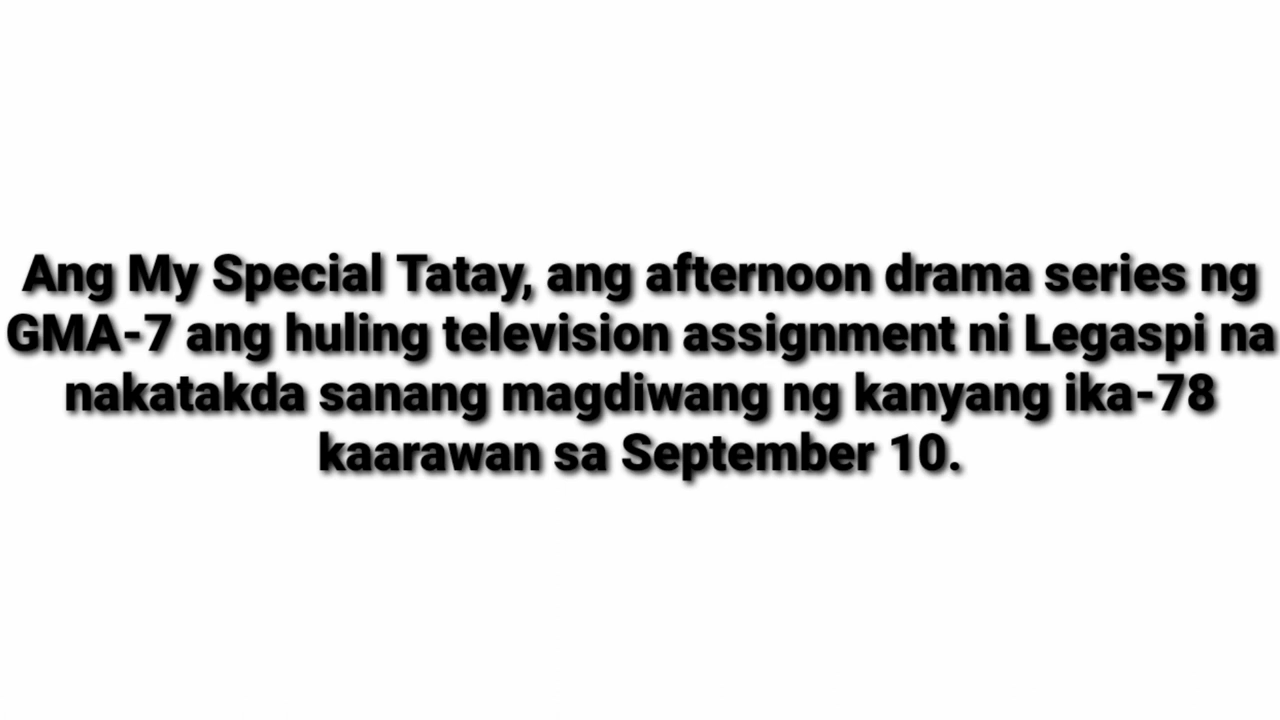 Ang My Special Tatay, ang afternoon drama series ng
GMA-7 ang huling television assignment ni Legaspi na
nakatakda sanang magdiwang ng kanyang ika-78
kaarawan sa September 10.